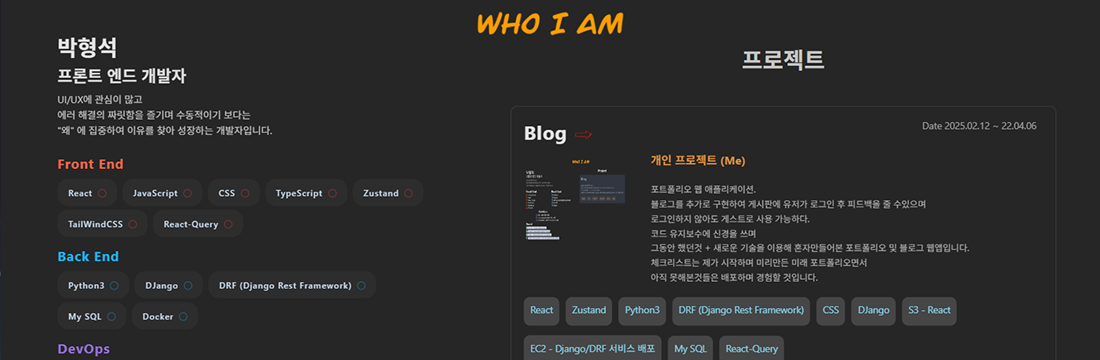 WHO I AM
박형석
프론트 엔드 개발자
UI/UX에 관심이 많고
에러 해결의 짜릿함을 즐기며 수동적이기 보다는
"왜" 에 집중하여 이유를 찾아 성장하는 개발자입니다.
Front End
React
JavaScript
CSS
TypeScript
Zustand
TailWindCSS
React-Query
Back End
Python3
DJango
DRF (Django Rest Framework)
My SQL
Docker
DevOps
프로젝트
Blog
Date 2025.02.12 ~ 22.04.06
WHO I AM
개인 프로젝트 (Me)
포트폴리오 웹 애플리케이션.
블로그를 추가로 구현하여 게시판에 유저가 로그인 후 피드백을 줄 수있으며
로그인하지 않아도 게스트로 사용 가능하다.
코드 유지보수에 신경을 쓰며
그동안 했던것 + 새로운 기술을 이용해 혼자만들어본 포트폴리오 및 블로그 웹앱입니다.
체크리스트는 제가 시작하며 미리만든 미래 포트폴리오면서
아직 못해본것들은 배포하며 경험할 것입니다.
React
Zustand
Python3
DRF (Django Rest Framework)
CSS
DJango
S3 - React
EC2 - Django/DRF 서비스 배포
My SQL
React-Query